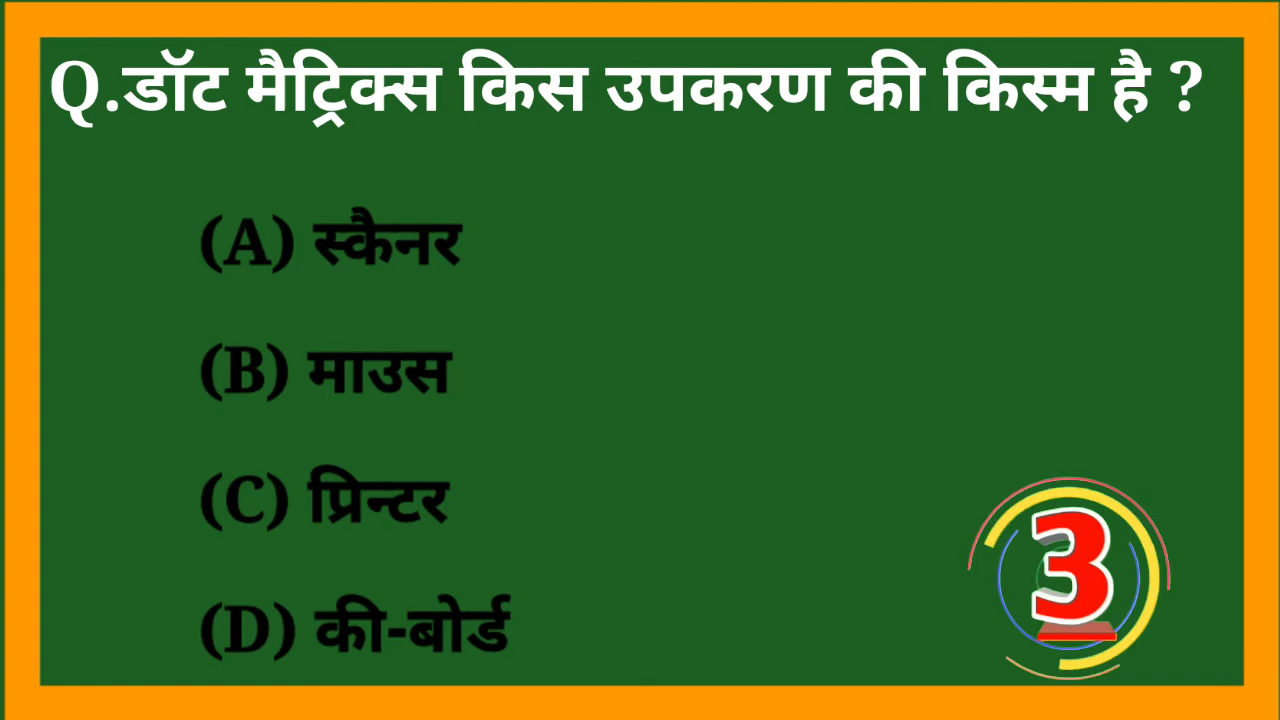 Q.डॉट मैट्रिक्स किस उपकरण की किस्म है ?
(A) स्कैनर
(B) माउस
(C) प्रिन्टर
(D) की-बोर्ड
3